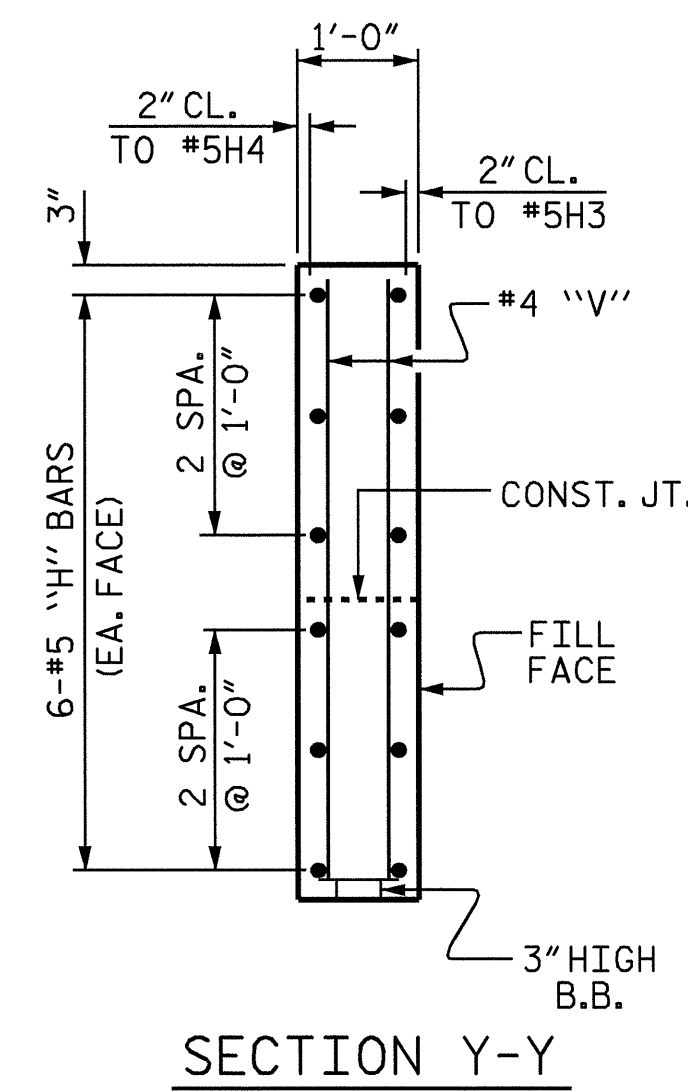 1'-0"
2" CL.
TO #5H4
2" CL.
TO #5H3
3"
#4 "V"
2 SPA.
@ 1'-0"
6-#5 "H" BARS
(EA. FACE)
CONST. JT.
FILL
FACE
2 SPA.
@ 1'-0"
3" HIGH
B.B.
SECTION Y-Y